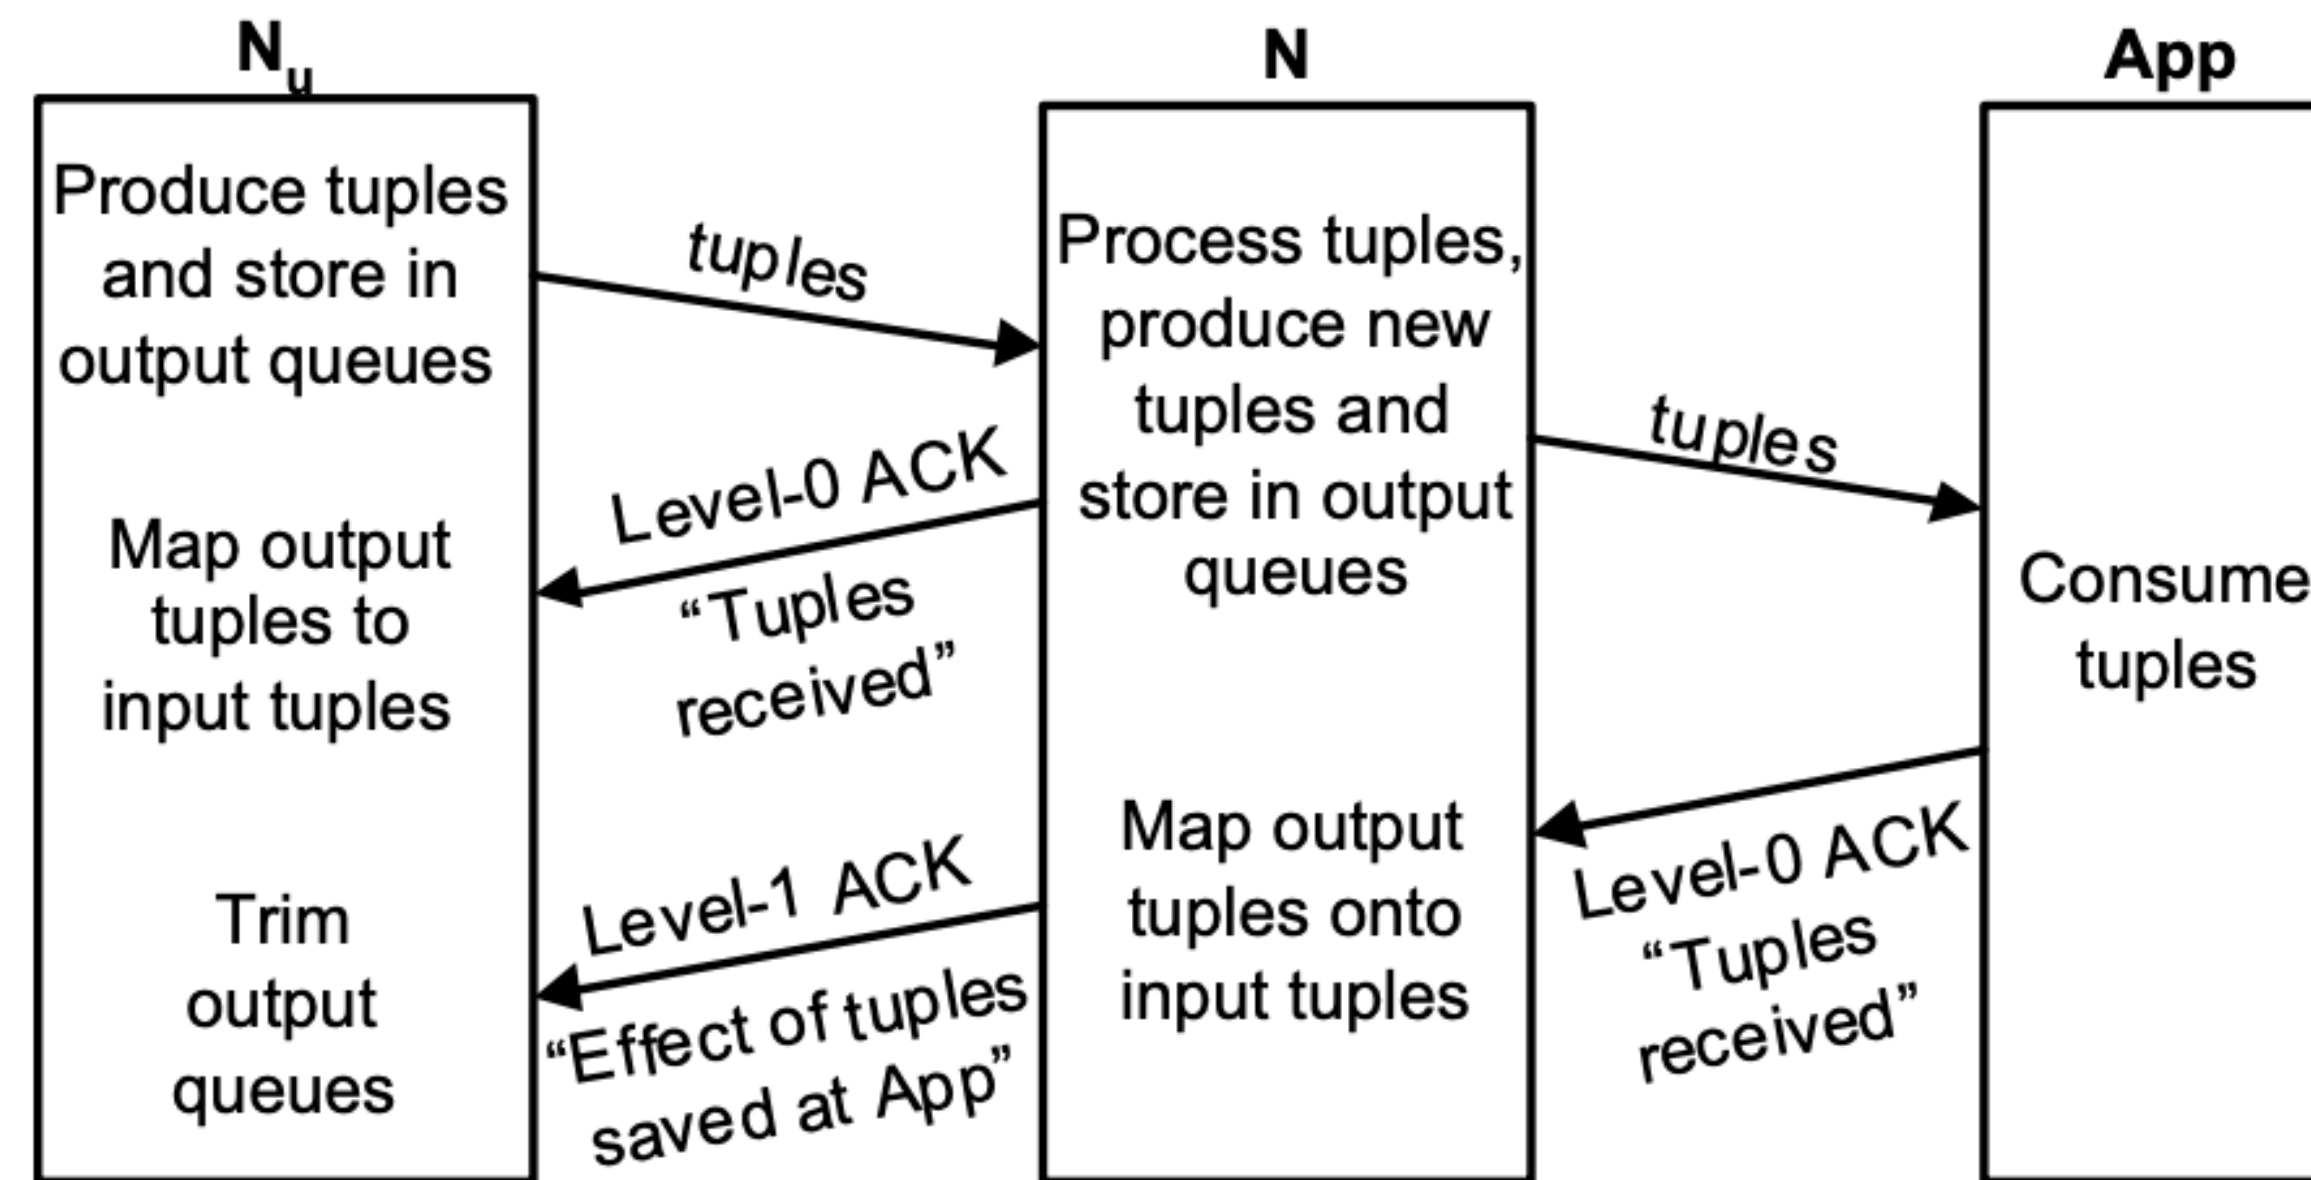 N_u
N
App
Produce tuples
and store in
output queues
Map output
tuples to
input tuples
Trim
output
queues
tuples
Level-0 ACK
“Tuples
received”
Level-1 ACK
“Effect of tuples
saved at App”
Process tuples,
produce new
tuples and
store in output
queues
Map output
tuples onto
input tuples
tuples
Level-0 ACK
“Tuples
received”
Consume
tuples